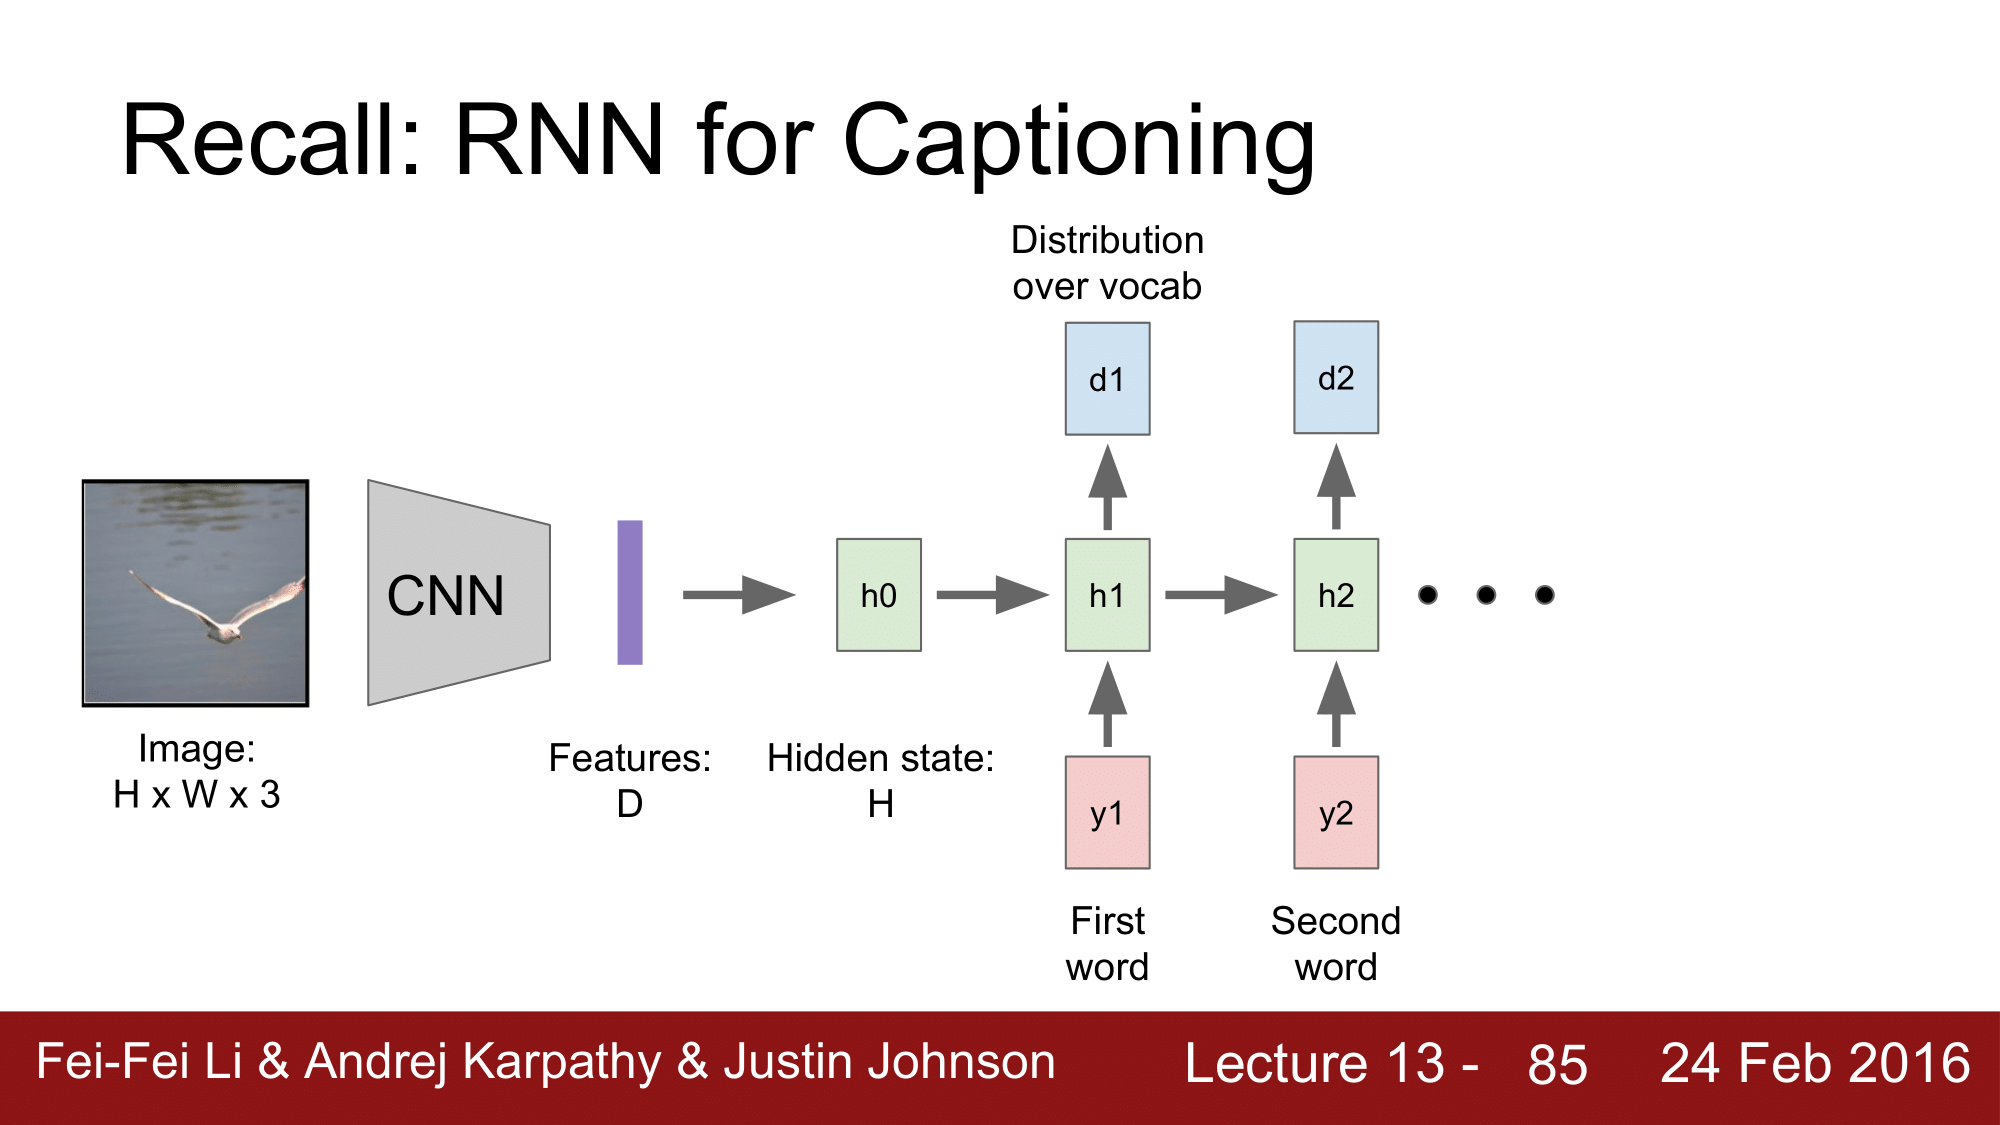 Recall: RNN for Captioning
Distribution
over vocab
d1
d2
CNN
h0
h1
h2
Image:
H x W x 3
Features:
D
Hidden state:
H
y1
y2
First
word
Second
word
Fei-Fei Li & Andrej Karpathy & Justin Johnson
Lecture 13 - 85
24 Feb 2016